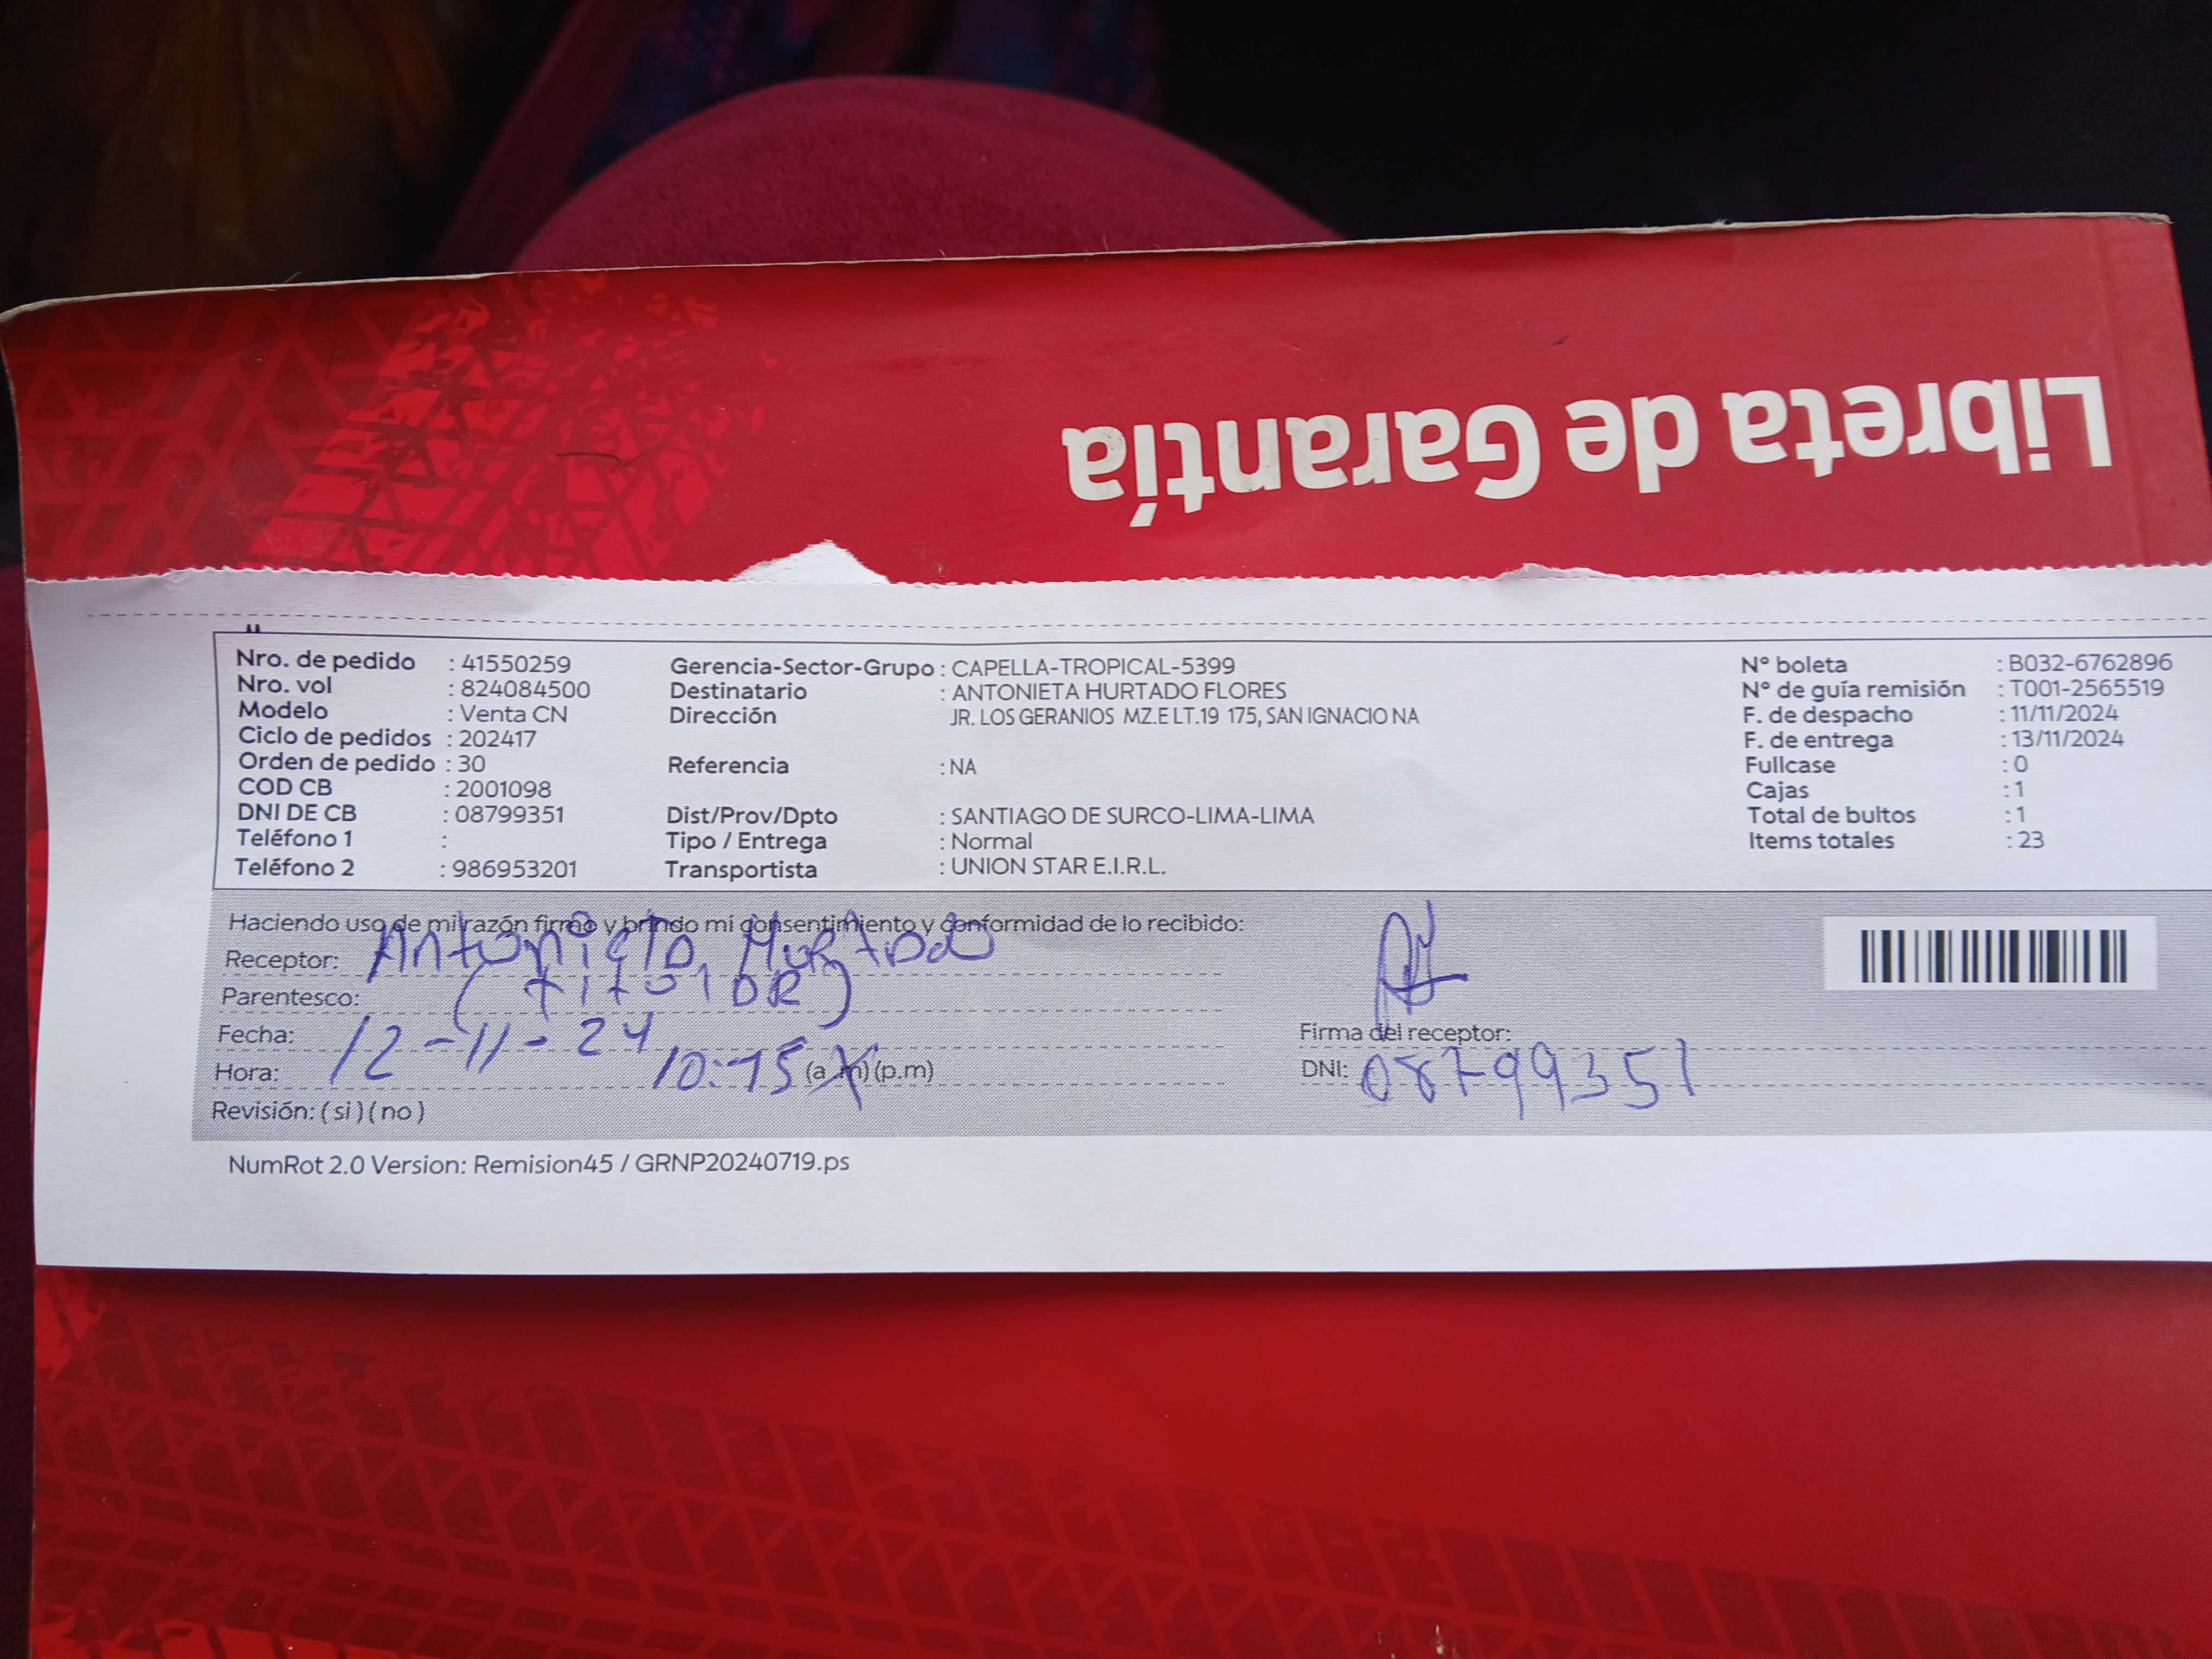 Libreta de Garantía
Nro. de pedido : 41550259 Gerencia-Sector-Grupo : CAPELLA-TROPICAL-5399 N° boleta : B032-6762896
Nro. vol : 824084500 Destinatario : ANTONIETA HURTADO FLORES N° de guía remisión : T001-2565519
Modelo : Venta CN Dirección JR. LOS GERANIOS MZ.E LT.19 175, SAN IGNACIO NA F. de despacho : 11/11/2024
Ciclo de pedidos : 202417 F. de entrega : 13/11/2024
Orden de pedido : 30 Referencia : NA Fullcase : 0
COD CB : 2001098 Cajas : 1
DNI DE CB : 08799351 Dist/Prov/Dpto : SANTIAGO DE SURCO-LIMA-LIMA Total de bultos : 1
Teléfono 1 : Tipo / Entrega : Normal Items totales : 23
Teléfono 2 : 986953201 Transportista : UNION STAR E.I.R.L.
Haciendo uso de mi razón firmo y brindo mi consentimiento y conformidad de lo recibido:
Receptor: Antonieta HURTADO
Parentesco: (titolDR)
Fecha: 12-11-24 Firma del receptor:
Hora: 10:15 (a.m) (p.m) DNI: 08799351
Revisión: ( si ) ( no )
NumRot 2.0 Version: Remision45 / GRNP20240719.ps